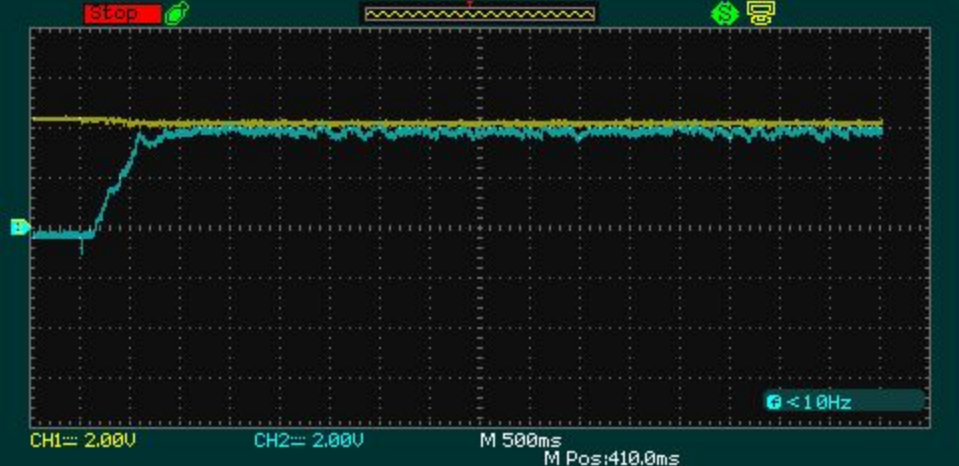 Stop
<10Hz
CH1 2.00V CH2 2.00V M 500ms
M Pos:410.0ms